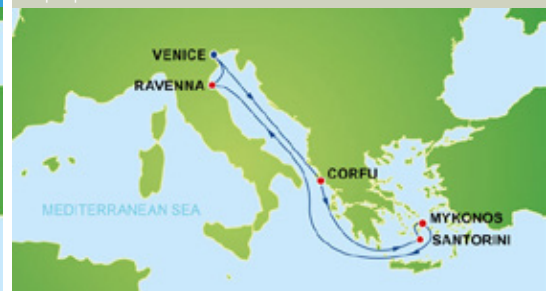 VENICE
RAVENNA
CORFU
MEDITERRANEAN SEA
MYKONOS
SANTORINI